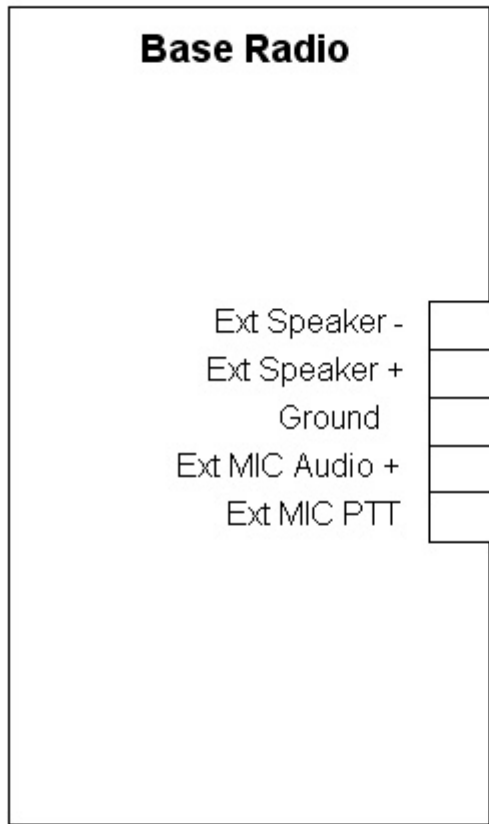 Base Radio
Ext Speaker -
Ext Speaker +
Ground
Ext MIC Audio +
Ext MIC PTT